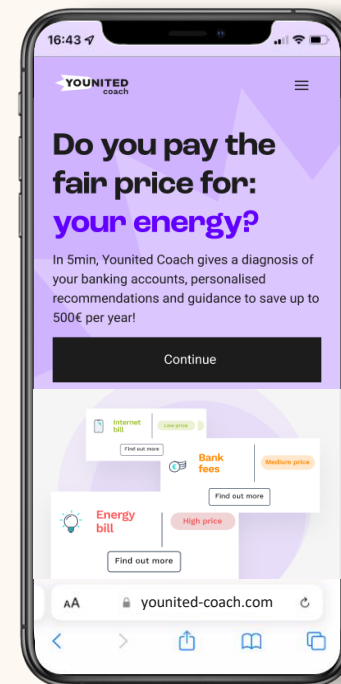 16:43
YOUNITED
coach
Do you pay the
fair price for:
your energy?
In 5min, Younited Coach gives a diagnosis of
your banking accounts, personalised
recommendations and guidance to save up to
500€ per year!
Continue
Internet
bill
Low price
Find out more
Bank
fees
Medium price
Find out more
Energy
bill
High price
Find out more
AA
younited-coach.com